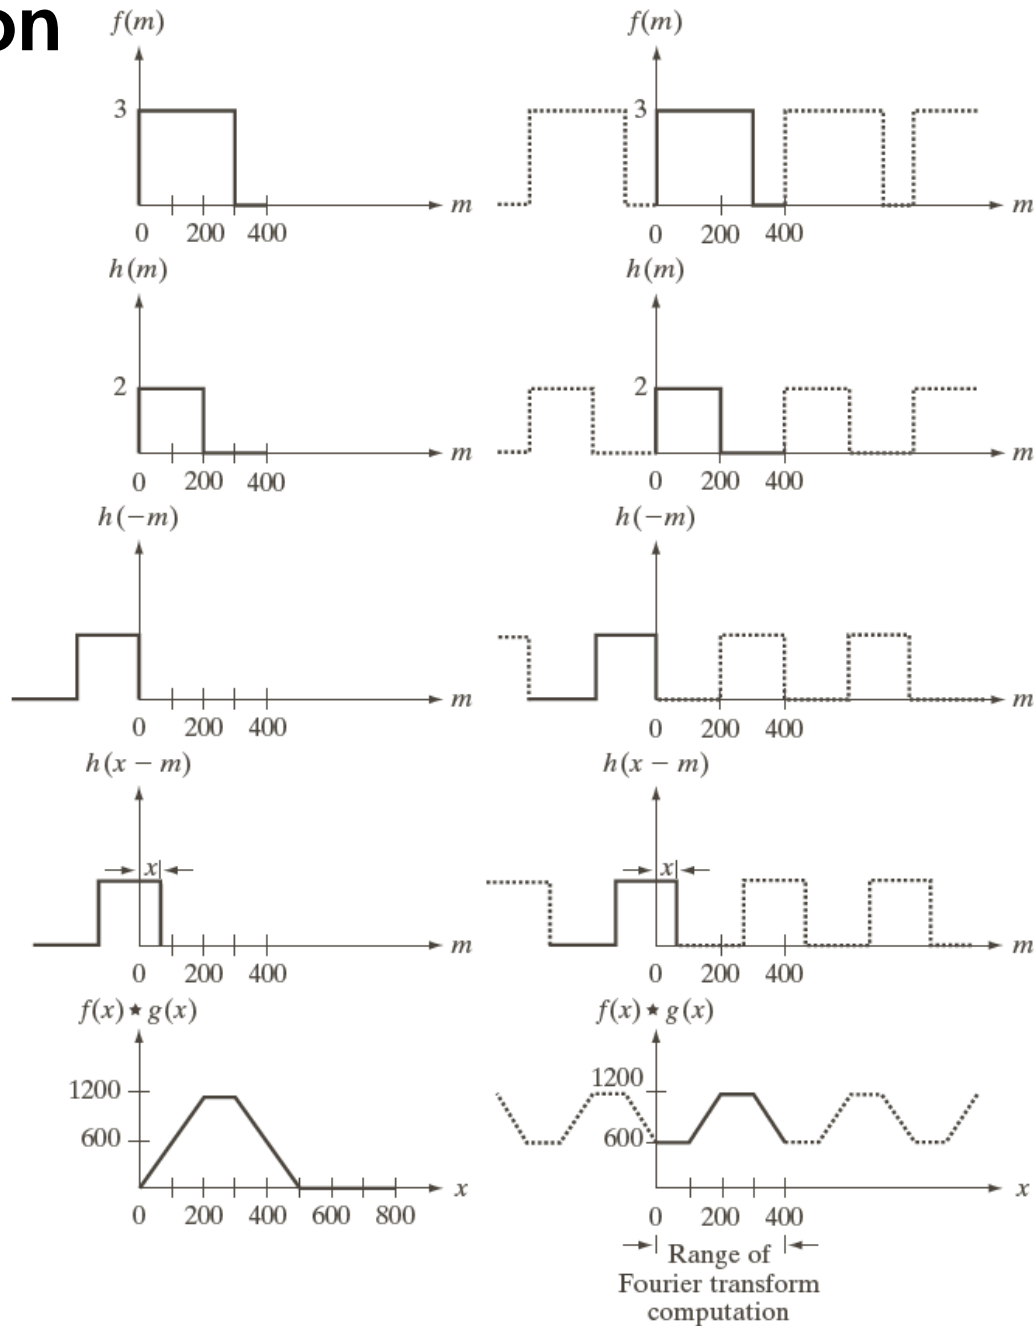 on
f(m)
f(m)
3
3
m
m
0 200 400
0 200 400
h(m)
h(m)
2
2
m
m
0 200 400
0 200 400
h(−m)
h(−m)
m
m
0 200 400
0 200 400
h(x − m)
h(x − m)
x
x
m
m
0 200 400
0 200 400
f(x) ★ g(x)
f(x) ★ g(x)
1200
1200
600
600
x
x
0 200 400 600 800
0 200 400
Range of
Fourier transform
computation